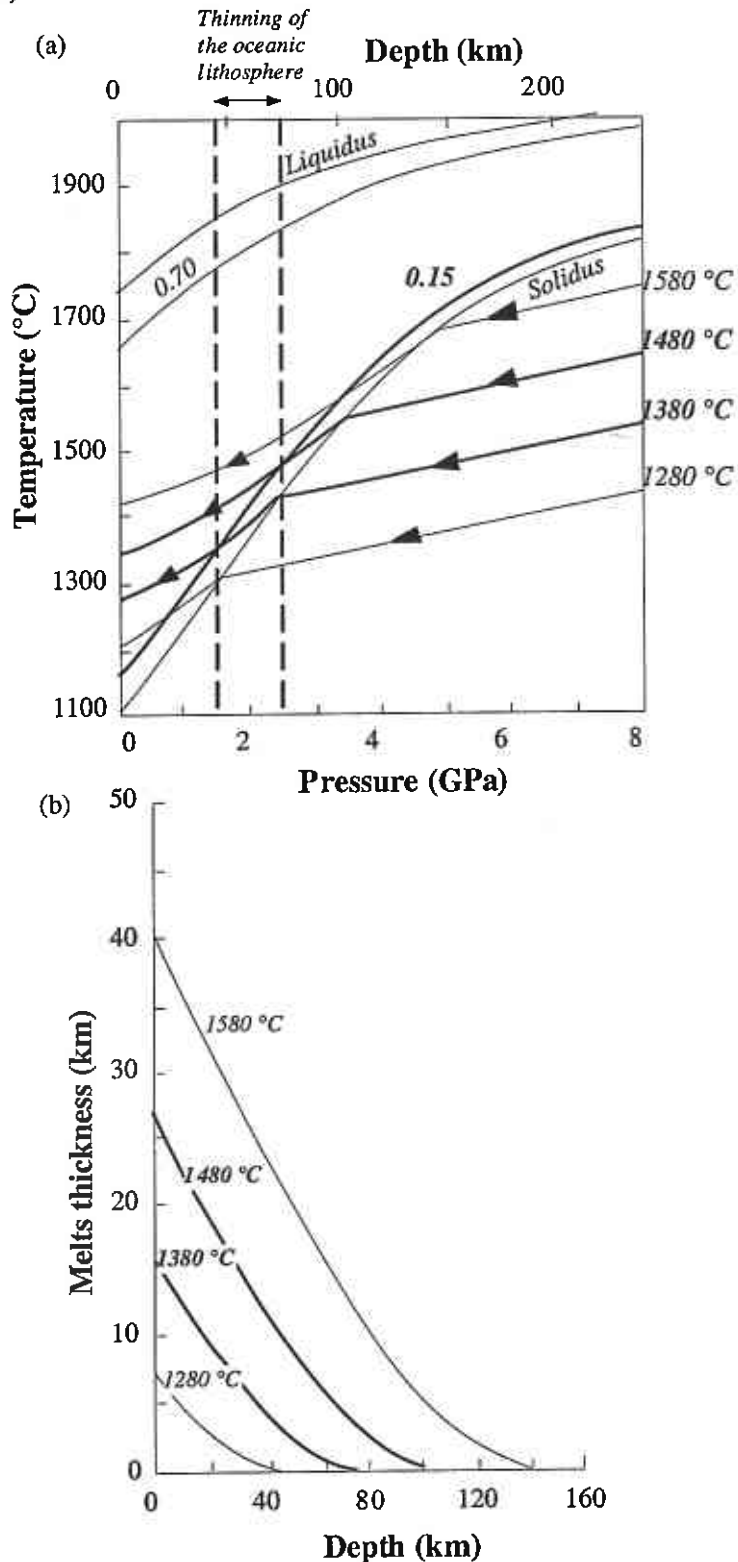 Thinning of
the oceanic
lithosphere
(a)
Depth (km)
0 100 200
1900
1700
1500
1300
1100
Temperature (°C)
Liquidus
0.70
0.15
Solidus
1580 °C
1480 °C
1380 °C
1280 °C
0 2 4 6 8
Pressure (GPa)
(b)
50
40
30
20
10
0
Melts thickness (km)
1580 °C
1480 °C
1380 °C
1280 °C
0 40 80 120 160
Depth (km)